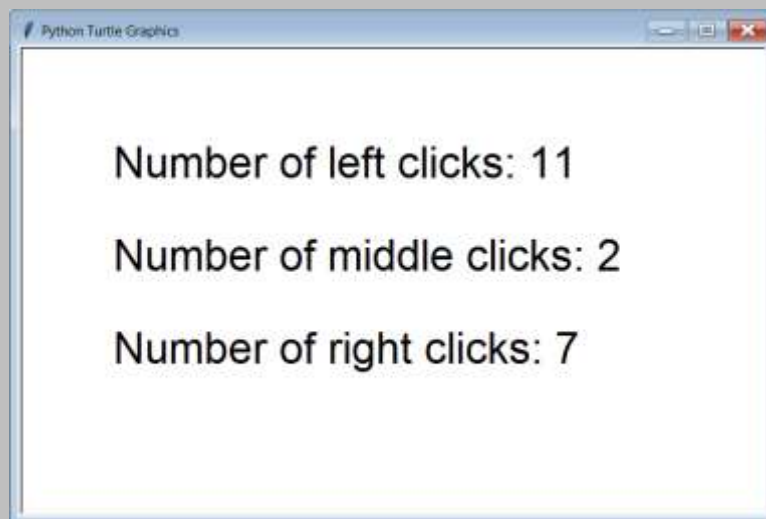 Python Turtle Graphics
Number of left clicks: 11
Number of middle clicks: 2
Number of right clicks: 7